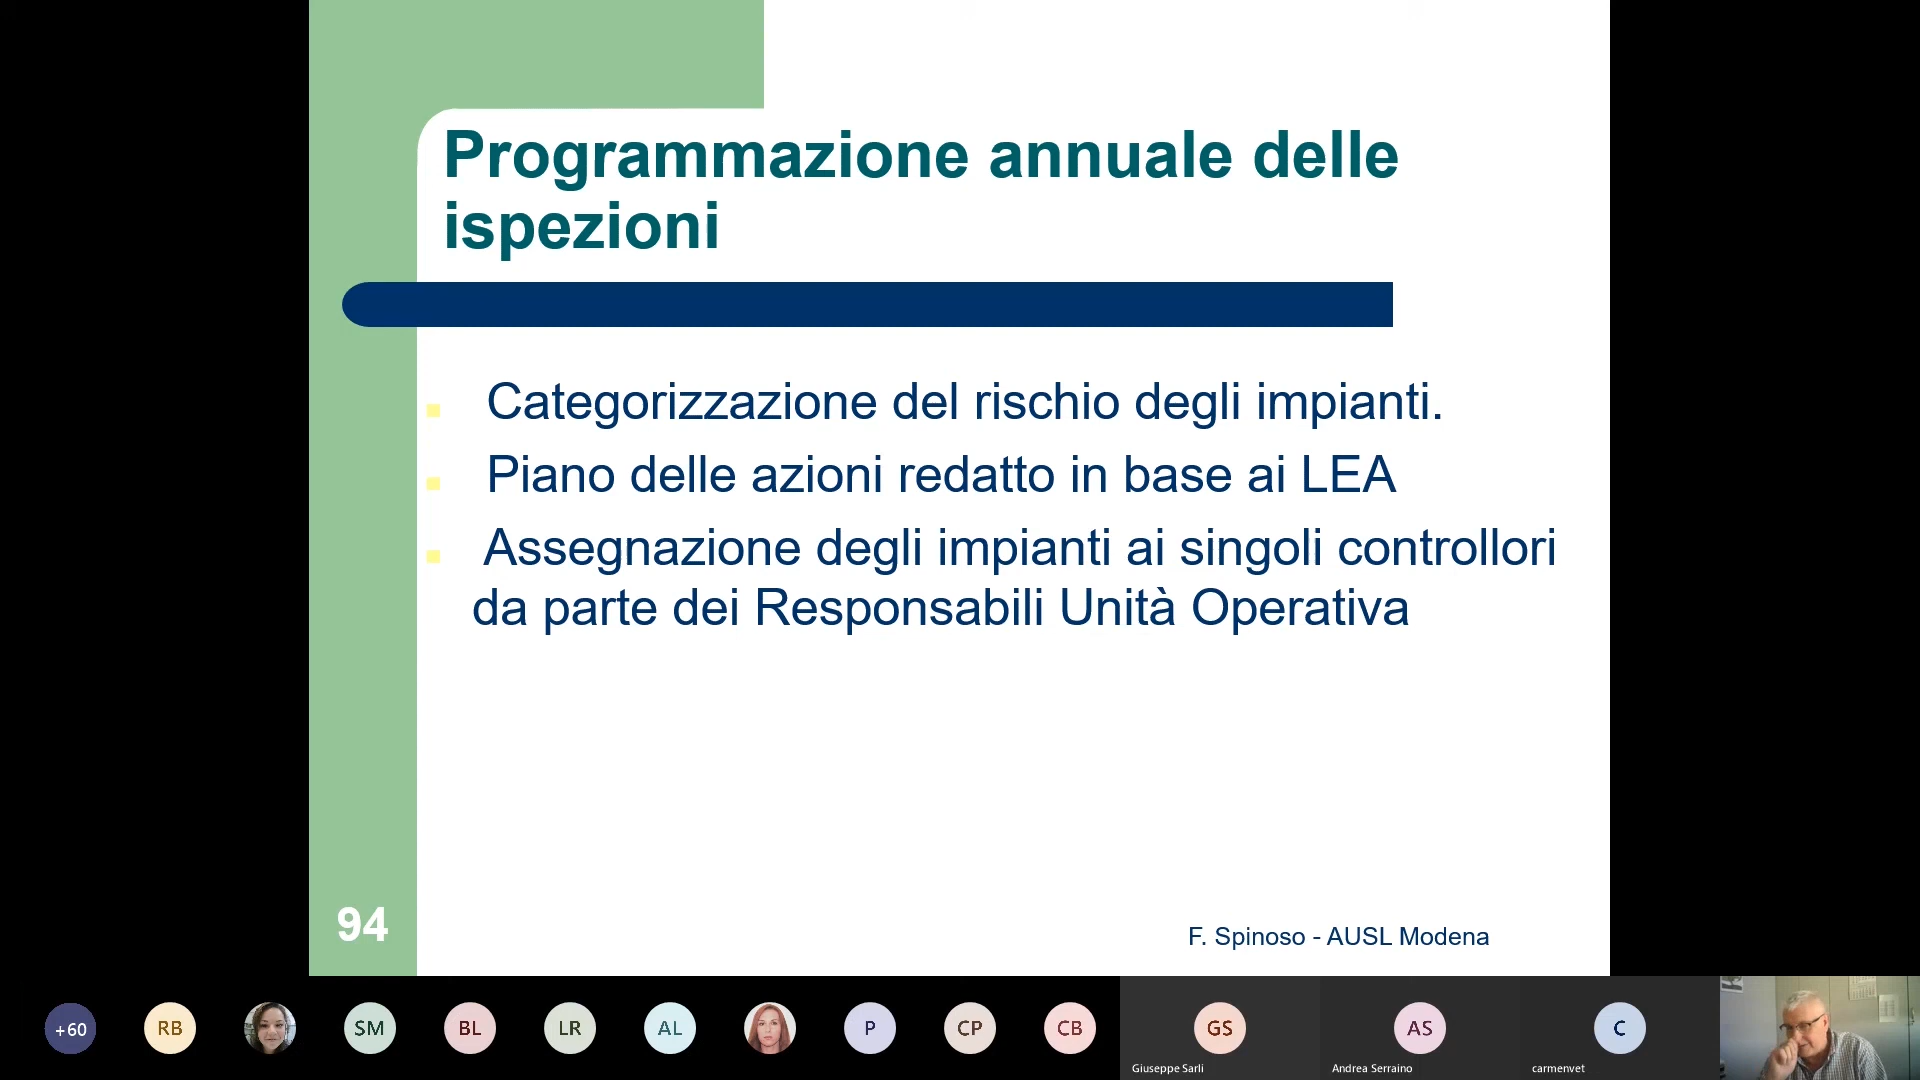 Programmazione annuale delle
ispezioni
Categorizzazione del rischio degli impianti.
Piano delle azioni redatto in base ai LEA
Assegnazione degli impianti ai singoli controllori
da parte dei Responsabili Unità Operativa
94
F. Spinoso - AUSL Modena
+60
RB
SM
BL
LR
AL
P
CP
CB
GS
AS
C
Giuseppe Sarli
Andrea Serraino
carmenvet